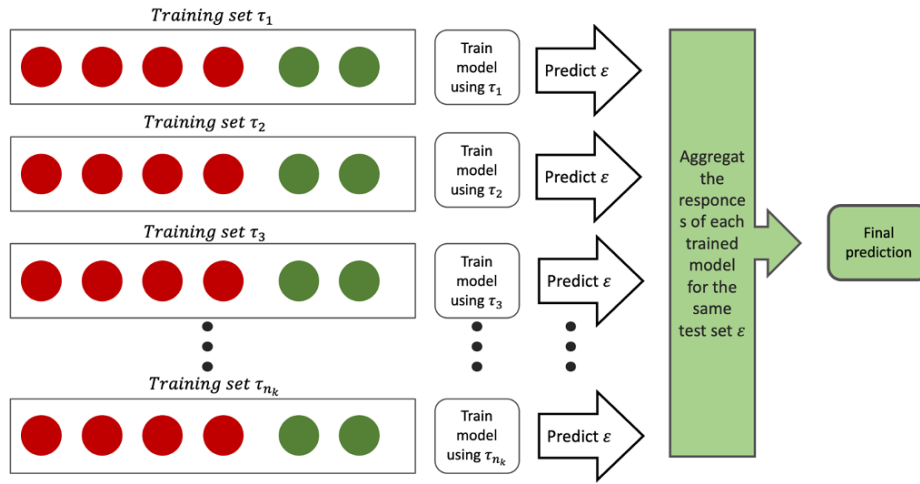 Training set τ₁
Train
model
using τ₁
Predict ε
Training set τ₂
Train
model
using τ₂
Predict ε
Training set τ₃
Train
model
using τ₃
Predict ε
Training set τₙₖ
Train
model
using τₙₖ
Predict ε
Aggregat
the
responce
s of each
trained
model
for the
same
test set ε
Final
prediction